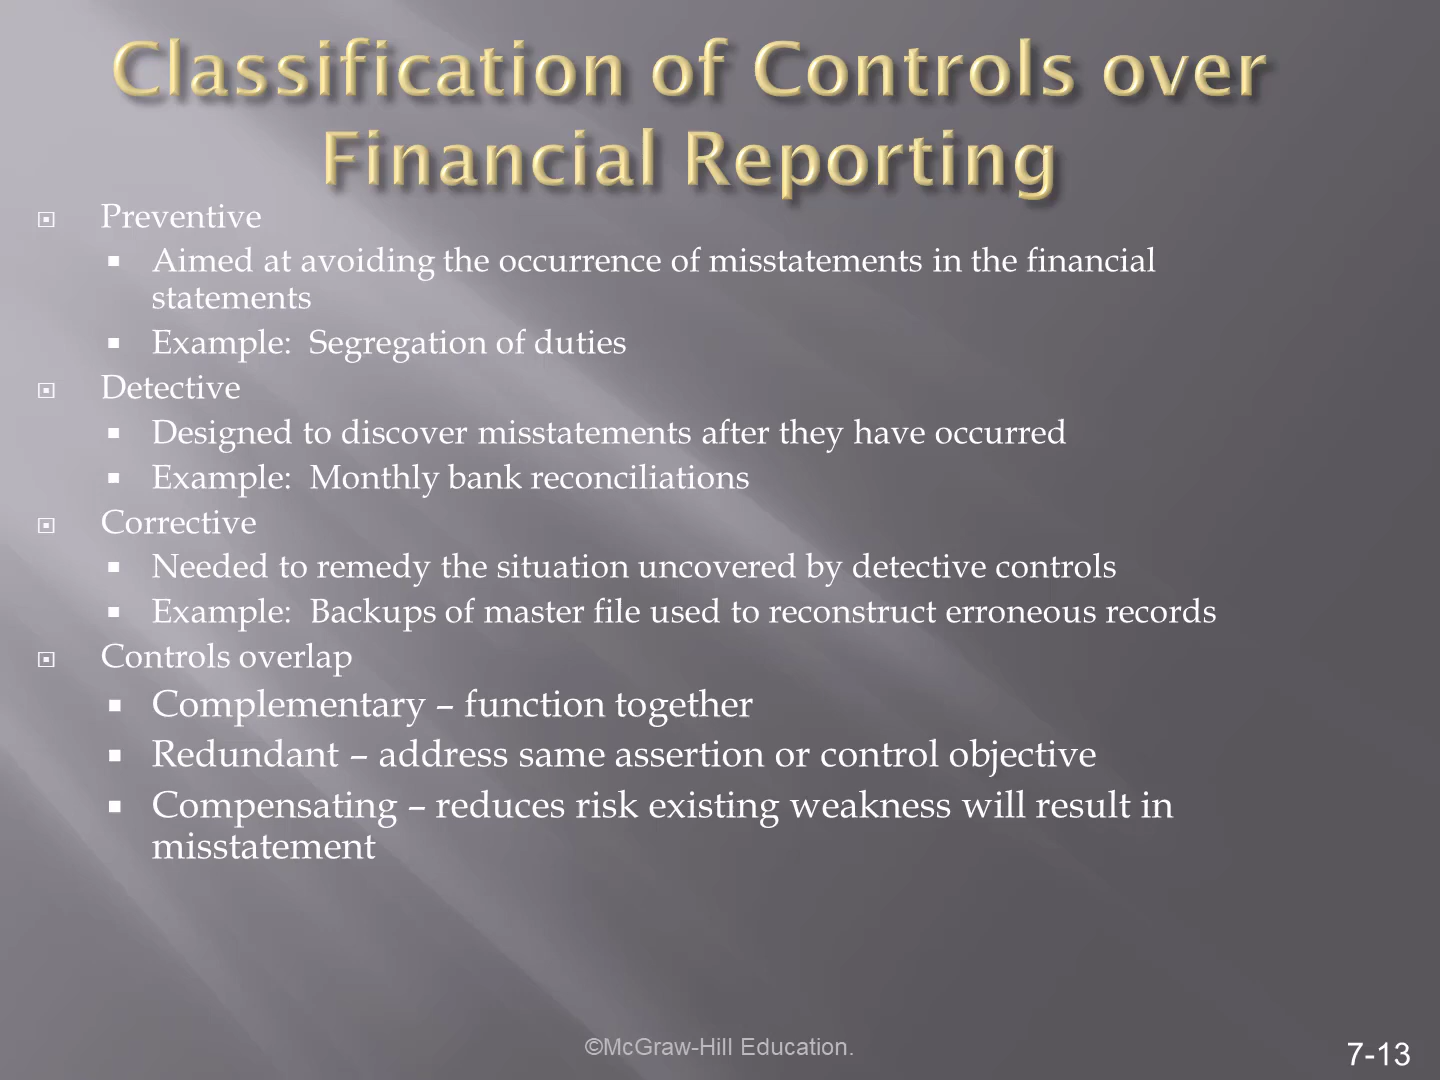 Classification of Controls over
Financial Reporting
Preventive
Aimed at avoiding the occurrence of misstatements in the financial
statements
Example:  Segregation of duties
Detective
Designed to discover misstatements after they have occurred
Example:  Monthly bank reconciliations
Corrective
Needed to remedy the situation uncovered by detective controls
Example:  Backups of master file used to reconstruct erroneous records
Controls overlap
Complementary – function together
Redundant – address same assertion or control objective
Compensating – reduces risk existing weakness will result in
misstatement
©McGraw-Hill Education.
7-13